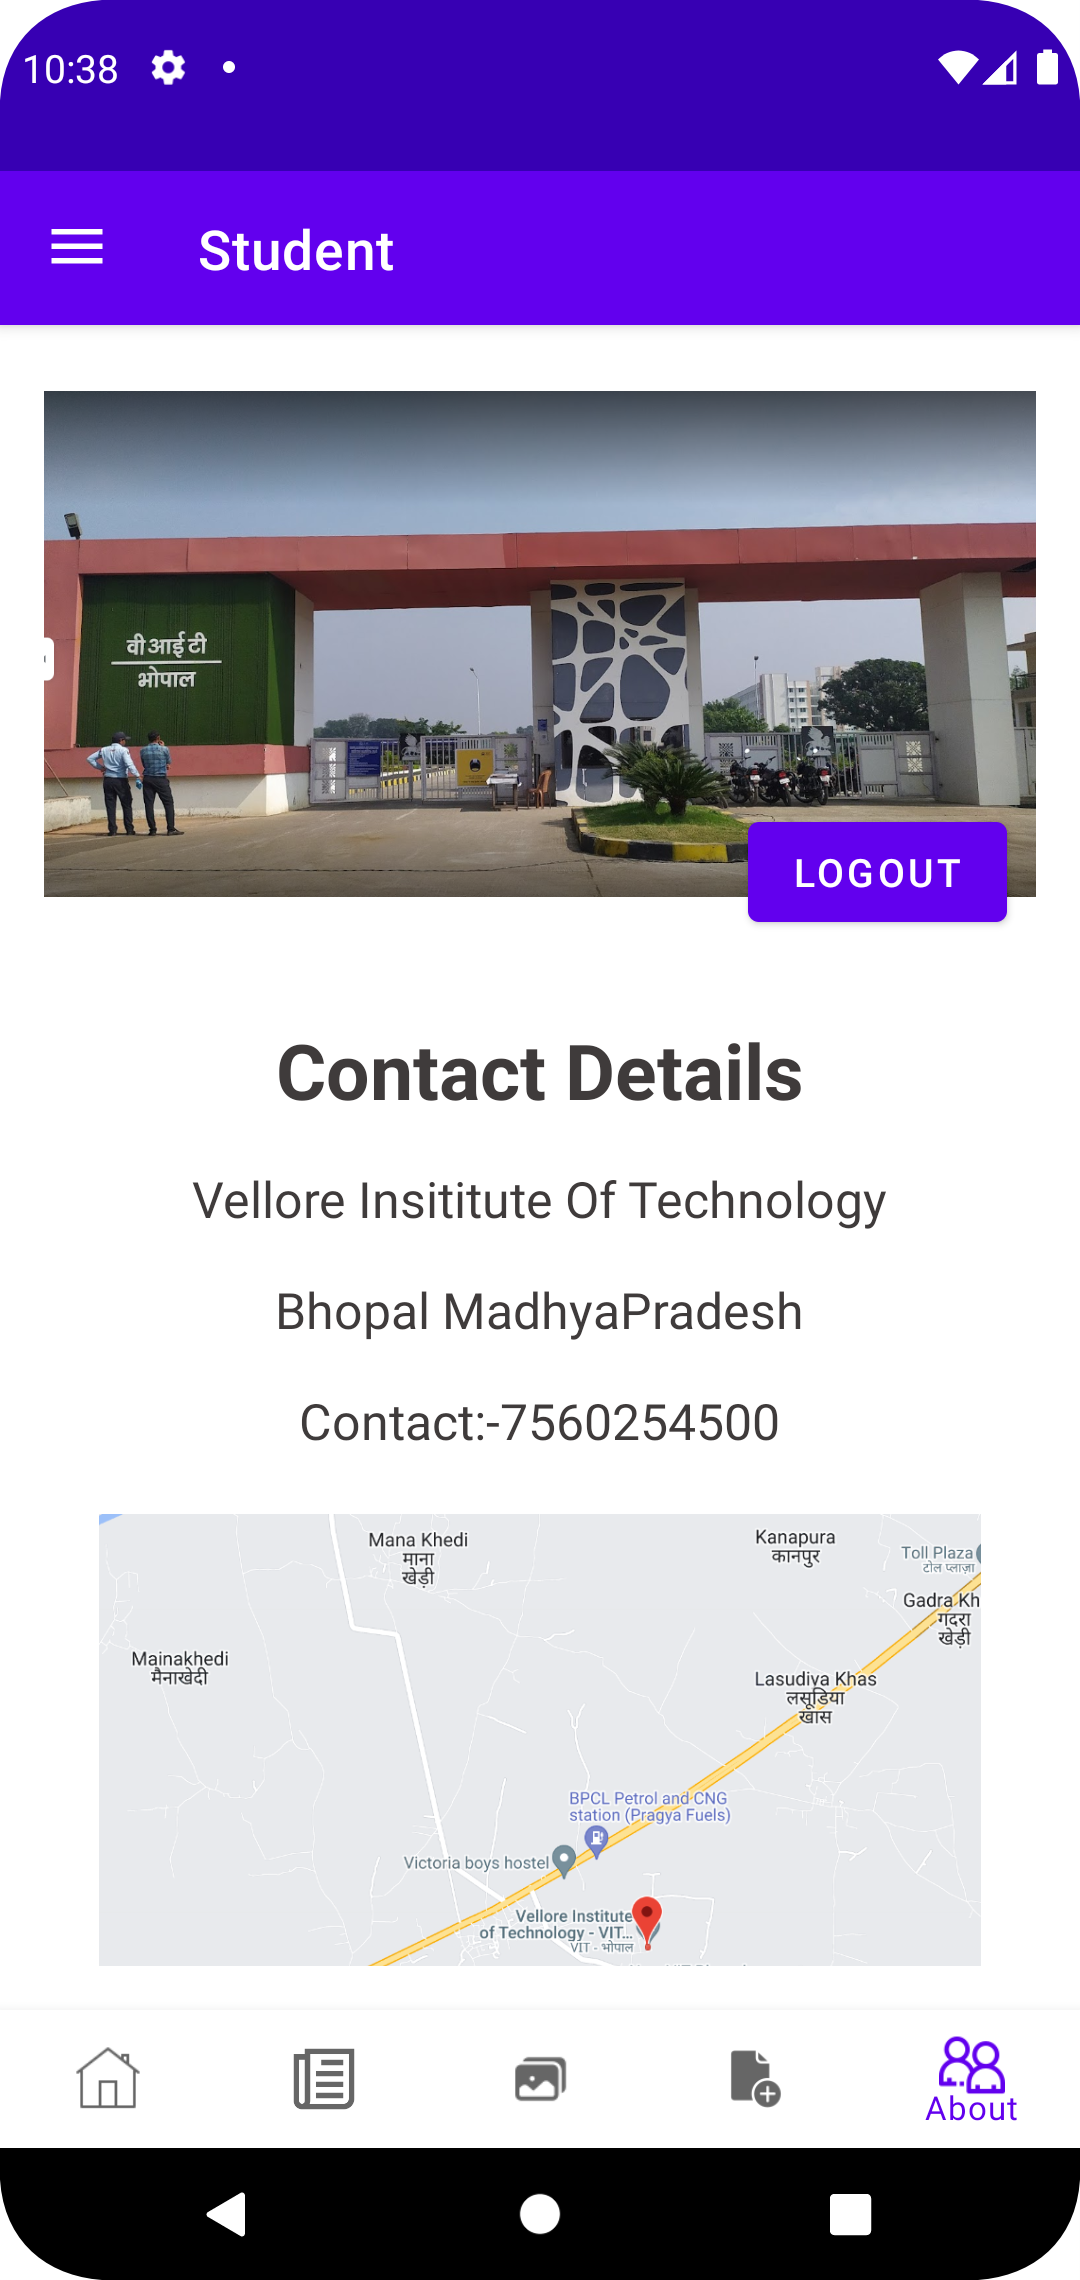 10:38
Student
वी आई टी
भोपाल
LOGOUT
Contact Details
Vellore Insititute Of Technology
Bhopal MadhyaPradesh
Contact:-7560254500
Mana Khedi
माना
खेड़ी
Kanapura
कानपुर
Toll Plaza
टोल प्लाज़ा
Gadra Kh
गदरा
खेड़ी
Mainakhedi
मैनाखेदी
Lasudiya Khas
लसूडिया
खास
BPCL Petrol and CNG
station (Pragya Fuels)
Victoria boys hostel
Vellore Institute
of Technology - VIT...
VIT - भोपाल
About